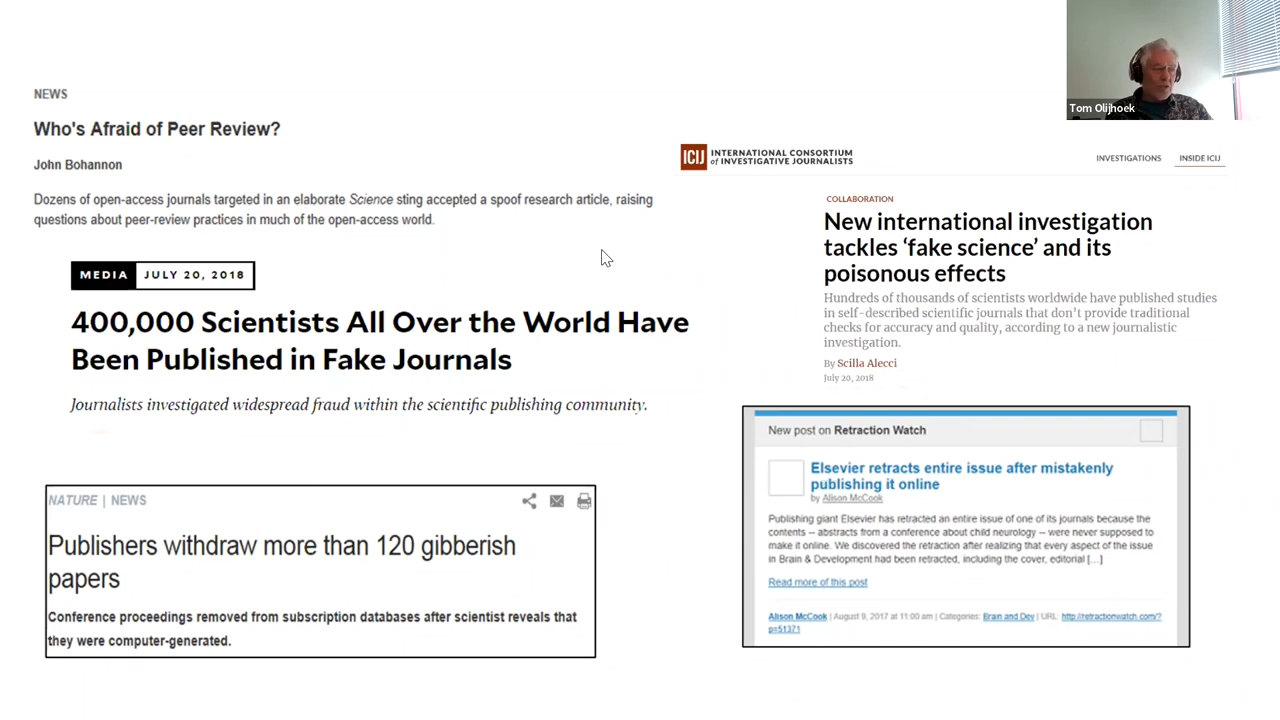 Tom Olijhoek
NEWS
Who's Afraid of Peer Review?
John Bohannon
Dozens of open-access journals targeted in an elaborate Science sting accepted a spoof research article, raising
questions about peer-review practices in much of the open-access world.
MEDIA JULY 20, 2018
400,000 Scientists All Over the World Have
Been Published in Fake Journals
Journalists investigated widespread fraud within the scientific publishing community.
NATURE | NEWS
Publishers withdraw more than 120 gibberish
papers
Conference proceedings removed from subscription databases after scientist reveals that
they were computer-generated.
ICIJ INTERNATIONAL CONSORTIUM
of INVESTIGATIVE JOURNALISTS
INVESTIGATIONS INSIDE ICIJ
COLLABORATION
New international investigation
tackles ‘fake science’ and its
poisonous effects
Hundreds of thousands of scientists worldwide have published studies
in self-described scientific journals that don't provide traditional
checks for accuracy and quality, according to a new journalistic
investigation.
By Scilla Alecci
July 20, 2018
New post on Retraction Watch
Elsevier retracts entire issue after mistakenly
publishing it online
by Alison McCook
Publishing giant Elsevier has retracted an entire issue of one of its journals because the
contents -- abstracts from a conference about child neurology -- were never supposed to
make it online. We discovered the retraction after realizing that every aspect of the issue
in Brain & Development had been retracted, including the cover, editorial [...]
Read more of this post
Alison McCook | August 9, 2017 at 11:00 am | Categories: Brain and Dev | URL: http://retractionwatch.com/?
p=51371